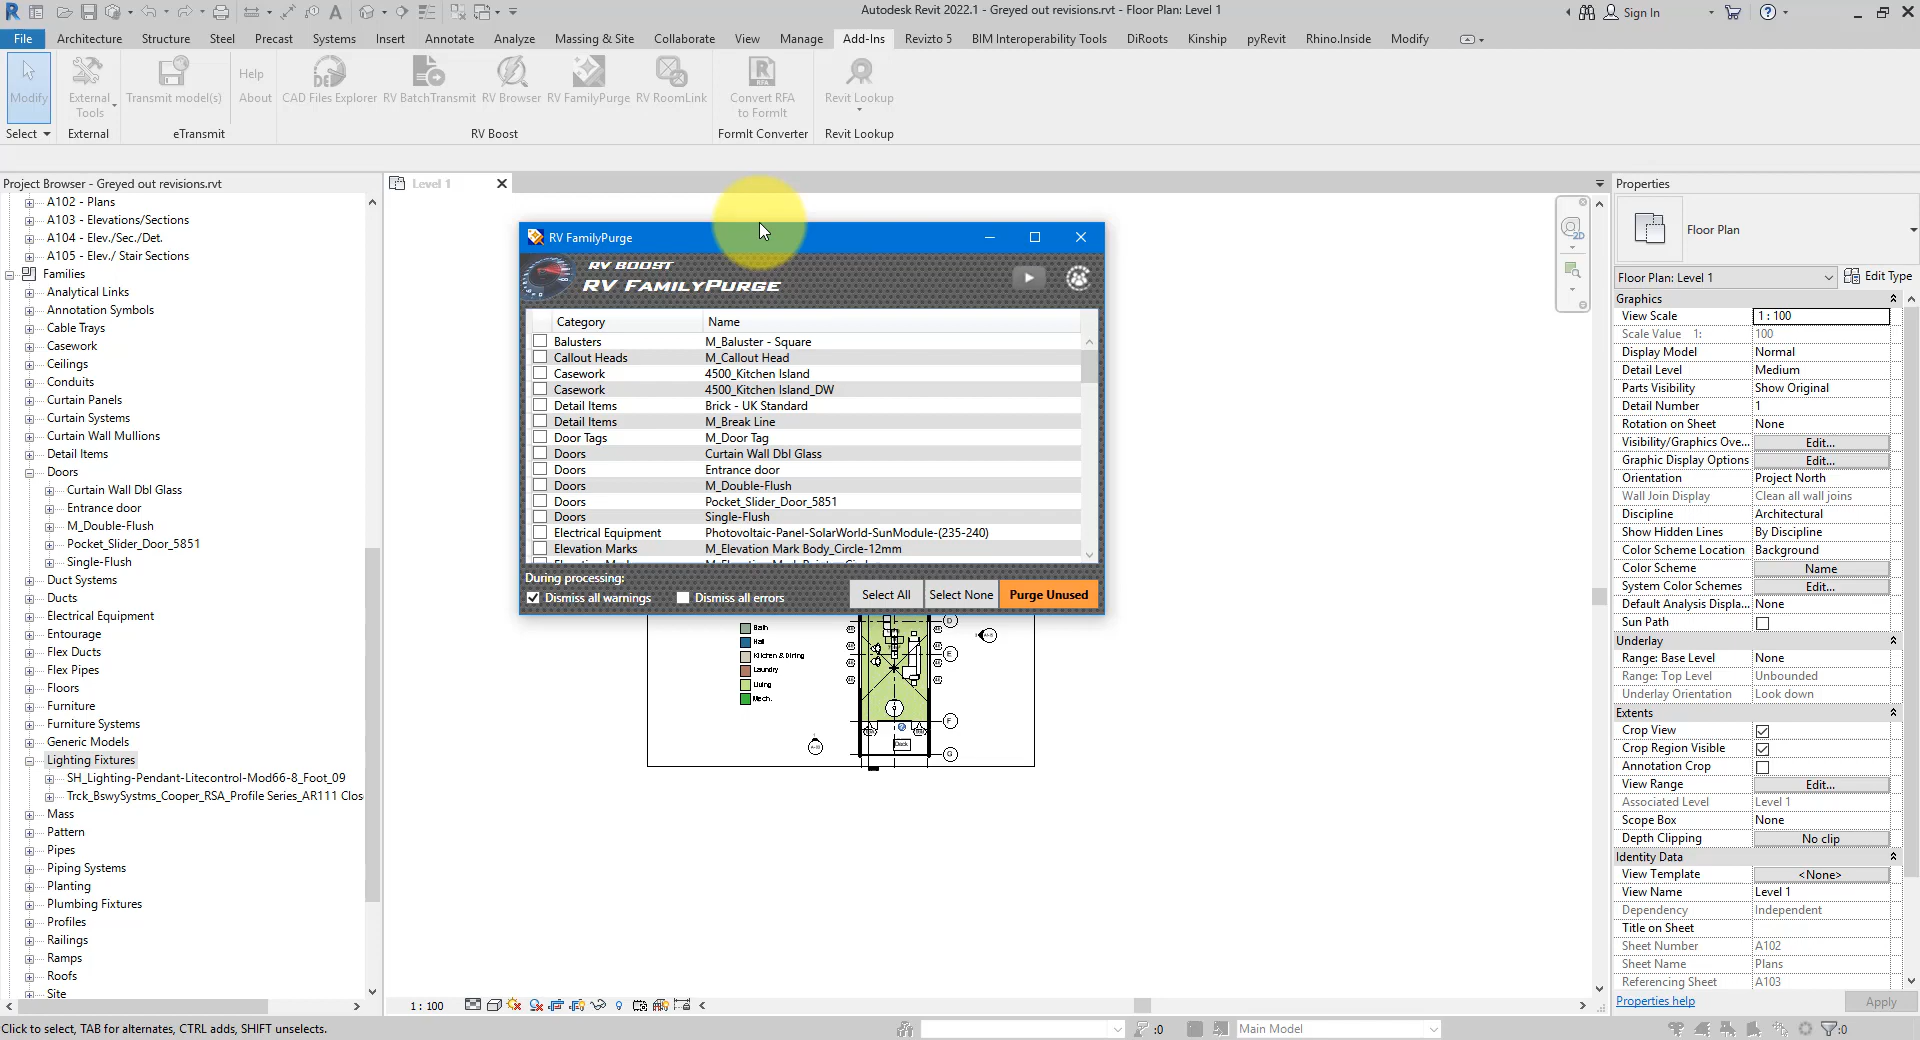 Autodesk Revit 2022.1 - Greyed out revisions.rvt - Floor Plan: Level 1
Sign In
File Architecture Structure Steel Precast Systems Insert Annotate Analyze Massing & Site Collaborate View Manage Add-Ins Revizto 5 BIM Interoperability Tools DiRoots Kinship pyRevit Rhino.Inside Modify
Modify
External Tools
Transmit model(s)
Help
About
CAD Files Explorer
RV BatchTransmit
RV Browser
RV FamilyPurge
RV RoomLink
Convert RFA to FormIt
Revit Lookup
Select
External
eTransmit
RV Boost
FormIt Converter
Revit Lookup
Project Browser - Greyed out revisions.rvt
A102 - Plans
A103 - Elevations/Sections
A104 - Elev./Sec./Det.
A105 - Elev./ Stair Sections
Families
Analytical Links
Annotation Symbols
Cable Trays
Casework
Ceilings
Conduits
Curtain Panels
Curtain Systems
Curtain Wall Mullions
Detail Items
Doors
Curtain Wall Dbl Glass
Entrance door
M_Double-Flush
Pocket_Slider_Door_5851
Single-Flush
Duct Systems
Ducts
Electrical Equipment
Entourage
Flex Ducts
Flex Pipes
Floors
Furniture
Furniture Systems
Generic Models
Lighting Fixtures
SH_Lighting-Pendant-Litecontrol-Mod66-8_Foot_09
Trck_BswySystms_Cooper_RSA_Profile Series_AR111 Clos
Mass
Pattern
Pipes
Piping Systems
Planting
Plumbing Fixtures
Profiles
Railings
Ramps
Roofs
Site
Level 1
RV FamilyPurge
RV BOOST
RV FAMILYPURGE
Category Name
Balusters M_Baluster - Square
Callout Heads M_Callout Head
Casework 4500_Kitchen Island
Casework 4500_Kitchen Island_DW
Detail Items Brick - UK Standard
Detail Items M_Break Line
Door Tags M_Door Tag
Doors Curtain Wall Dbl Glass
Doors Entrance door
Doors M_Double-Flush
Doors Pocket_Slider_Door_5851
Doors Single-Flush
Electrical Equipment Photovoltaic-Panel-SolarWorld-SunModule-(235-240)
Elevation Marks M_Elevation Mark Body_Circle-12mm
During processing:
Dismiss all warnings Dismiss all errors
Select All Select None Purge Unused
Bath
Hall
Kitchen & Dining
Laundry
Living
Mech.
D
E
F
G
Deck
2D
1 : 100
Properties
Floor Plan
Floor Plan: Level 1 Edit Type
Graphics
View Scale 1 : 100
Scale Value 1: 100
Display Model Normal
Detail Level Medium
Parts Visibility Show Original
Detail Number 1
Rotation on Sheet None
Visibility/Graphics Ove... Edit...
Graphic Display Options Edit...
Orientation Project North
Wall Join Display Clean all wall joins
Discipline Architectural
Show Hidden Lines By Discipline
Color Scheme Location Background
Color Scheme Name
System Color Schemes Edit...
Default Analysis Displa... None
Sun Path
Underlay
Range: Base Level None
Range: Top Level Unbounded
Underlay Orientation Look down
Extents
Crop View
Crop Region Visible
Annotation Crop
View Range Edit...
Associated Level Level 1
Scope Box None
Depth Clipping No clip
Identity Data
View Template <None>
View Name Level 1
Dependency Independent
Title on Sheet
Sheet Number A102
Sheet Name Plans
Referencing Sheet A103
Properties help Apply
Click to select, TAB for alternates, CTRL adds, SHIFT unselects.
:0
Main Model
:0